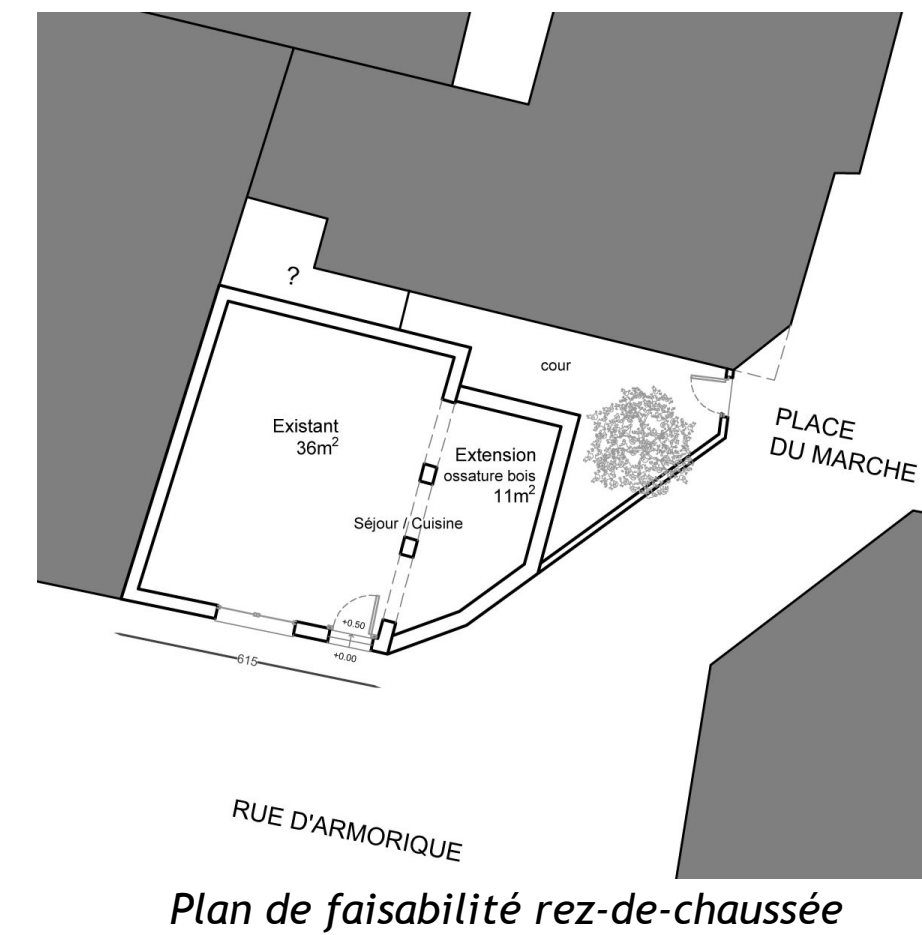 ?
cour
PLACE
DU MARCHE
Existant
36m²
Extension
ossature bois
11m²
Séjour / Cuisine
+0.50
+0.00
615
RUE D'ARMORIQUE
Plan de faisabilité rez-de-chaussée